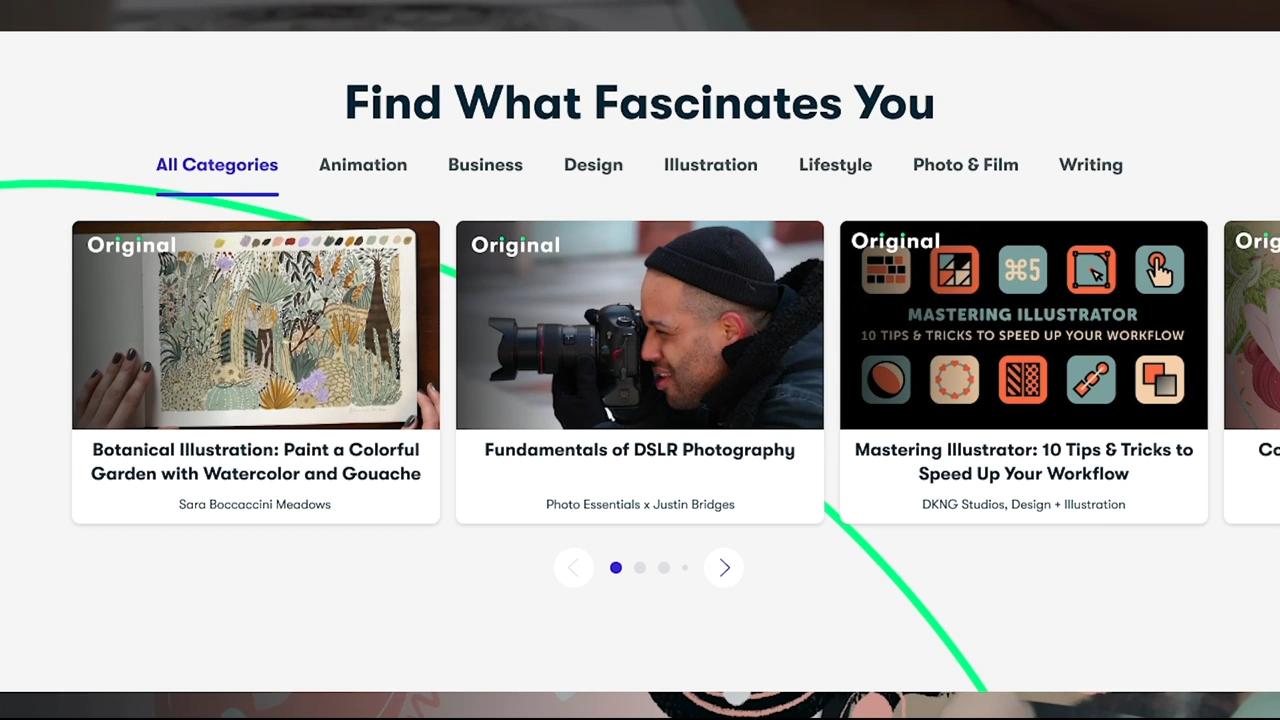 Find What Fascinates You
All Categories Animation Business Design Illustration Lifestyle Photo & Film Writing
Original
Original
Original
⌘5
MASTERING ILLUSTRATOR
10 TIPS & TRICKS TO SPEED UP YOUR WORKFLOW
Botanical Illustration: Paint a Colorful
Garden with Watercolor and Gouache
Sara Boccaccini Meadows
Fundamentals of DSLR Photography
Photo Essentials x Justin Bridges
Mastering Illustrator: 10 Tips & Tricks to
Speed Up Your Workflow
DKNG Studios, Design + Illustration